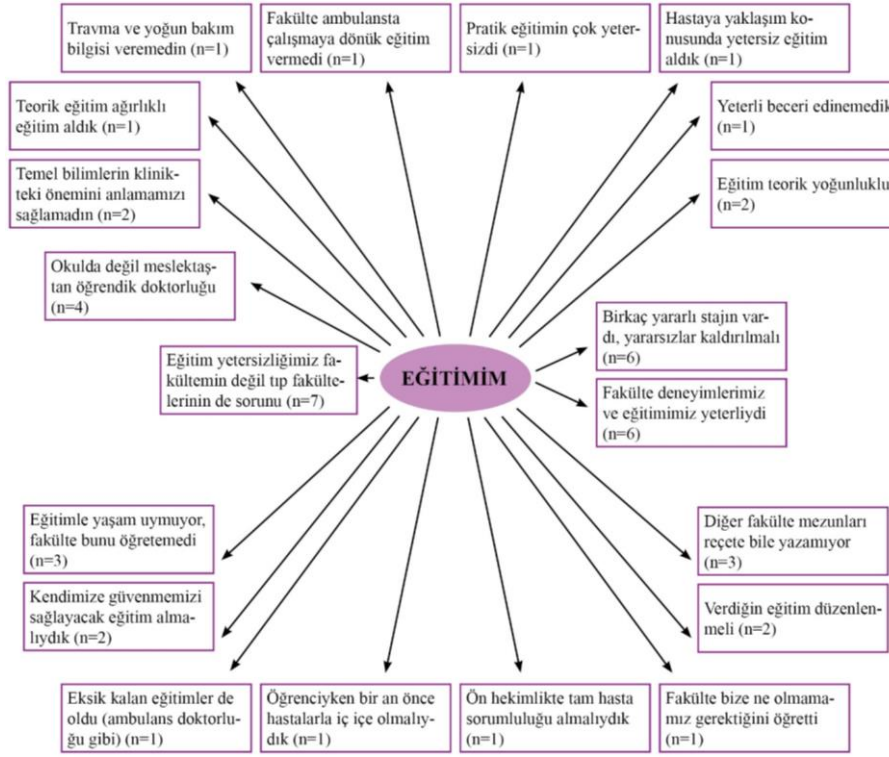 Travma ve yoğun bakım
bilgisi veremedin (n=1)
Fakülte ambulansta
çalışmaya dönük eğitim
vermedi (n=1)
Pratik eğitimin çok yeter-
sizdi (n=1)
Hastaya yaklaşım ko-
nusunda yetersiz eğitim
aldık (n=1)
Teorik eğitim ağırlıklı
eğitim aldık (n=1)
Yeterli beceri edinemedik
(n=1)
Temel bilimlerin klinik-
teki önemini anlamamızı
sağlamadın (n=2)
Eğitim teorik yoğunluklu
(n=2)
Okulda değil meslektaş-
tan öğrendik doktorluğu
(n=4)
Birkaç yararlı stajın var-
dı, yararsızlar kaldırılmalı
(n=6)
Eğitim yetersizliğimiz fa-
kültemin değil tıp fakülte-
lerinin de sorunu (n=7)
EĞİTİMİM
Fakülte deneyimlerimiz
ve eğitimimiz yeterliydi
(n=6)
Eğitimle yaşam uymuyor,
fakülte bunu öğretemedi
(n=3)
Diğer fakülte mezunları
reçete bile yazamıyor
(n=3)
Kendimize güvenmemizi
sağlayacak eğitim alma-
lıydık (n=2)
Verdiğin eğitim düzenlen-
meli (n=2)
Eksik kalan eğitimler de
oldu (ambulans doktorlu-
ğu gibi) (n=1)
Öğrenciyken bir an önce
hastalarla iç içe olmalıy-
dık (n=1)
Ön hekimlikte tam hasta
sorumluluğu almalıydık
(n=1)
Fakülte bize ne olmama-
mız gerektiğini öğretti
(n=1)